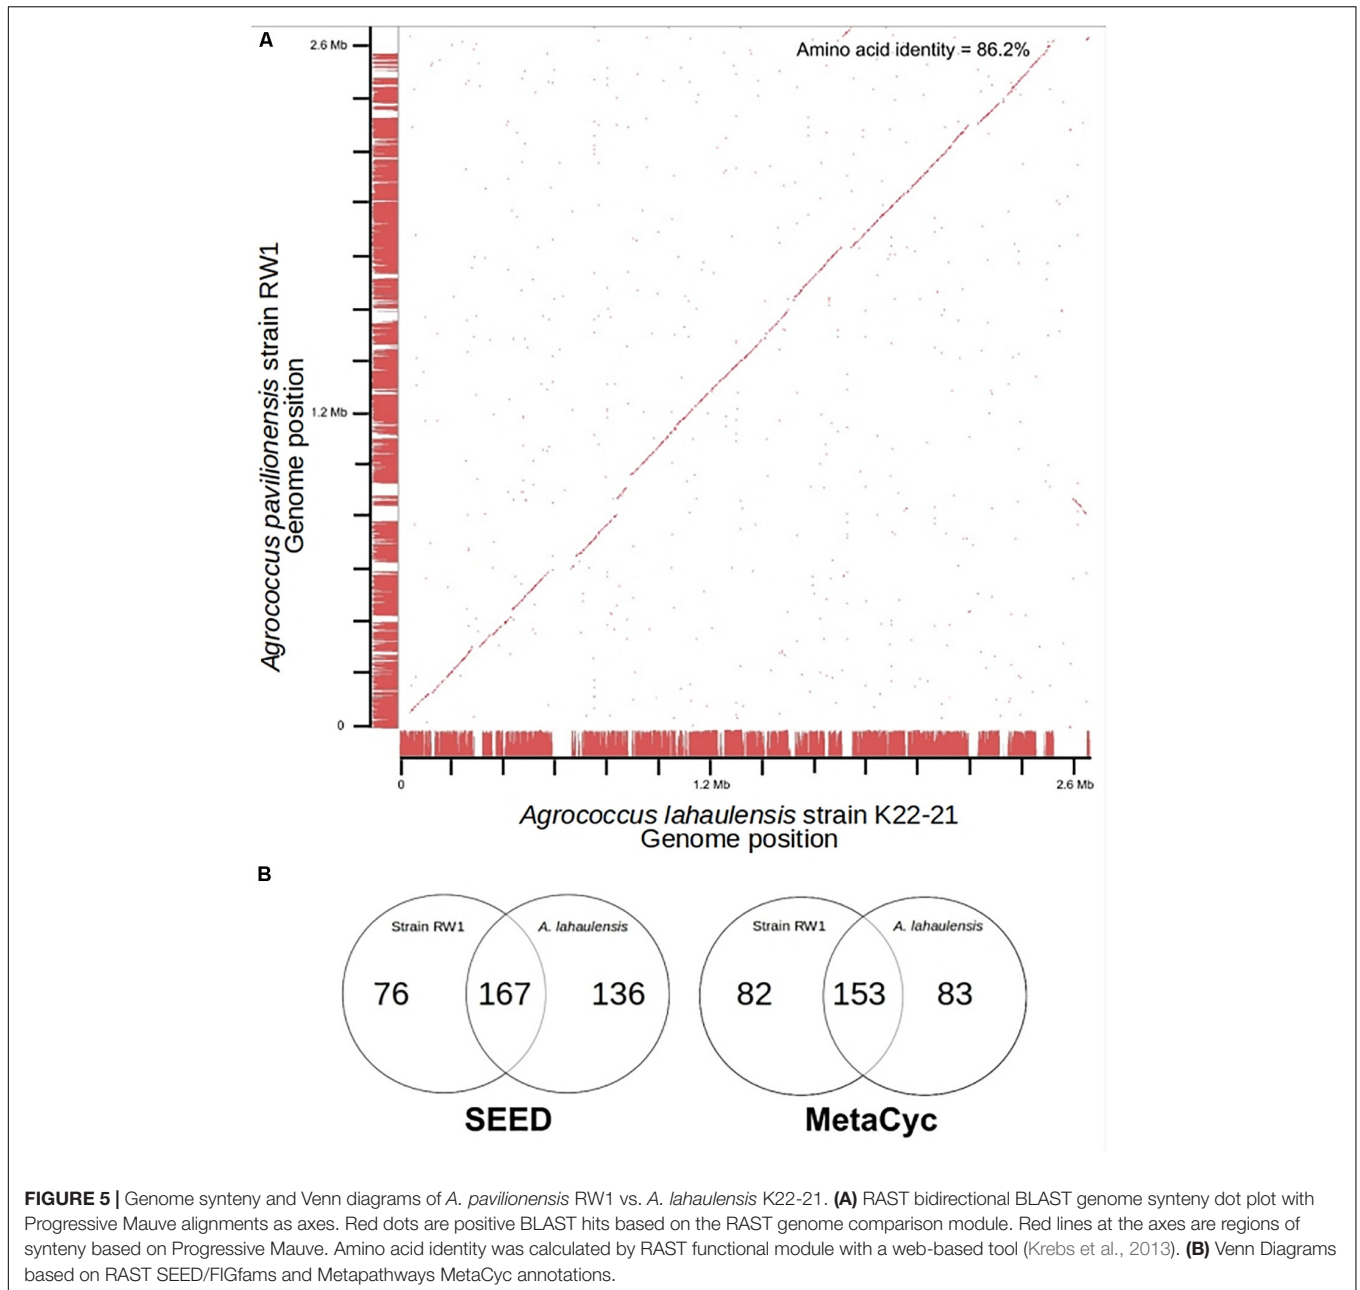 A
2.6 Mb
Amino acid identity = 86.2%
Agrococcus pavilionensis strain RW1
Genome position
1.2 Mb
0
0
1.2 Mb
2.6 Mb
Agrococcus lahaulensis strain K22-21
Genome position
B
Strain RW1
A. lahaulensis
Strain RW1
A. lahaulensis
76
167
136
82
153
83
SEED
MetaCyc
FIGURE 5 | Genome synteny and Venn diagrams of A. pavilionensis RW1 vs. A. lahaulensis K22-21. (A) RAST bidirectional BLAST genome synteny dot plot with
Progressive Mauve alignments as axes. Red dots are positive BLAST hits based on the RAST genome comparison module. Red lines at the axes are regions of
synteny based on Progressive Mauve. Amino acid identity was calculated by RAST functional module with a web-based tool (Krebs et al., 2013). (B) Venn Diagrams
based on RAST SEED/FIGfams and Metapathways MetaCyc annotations.